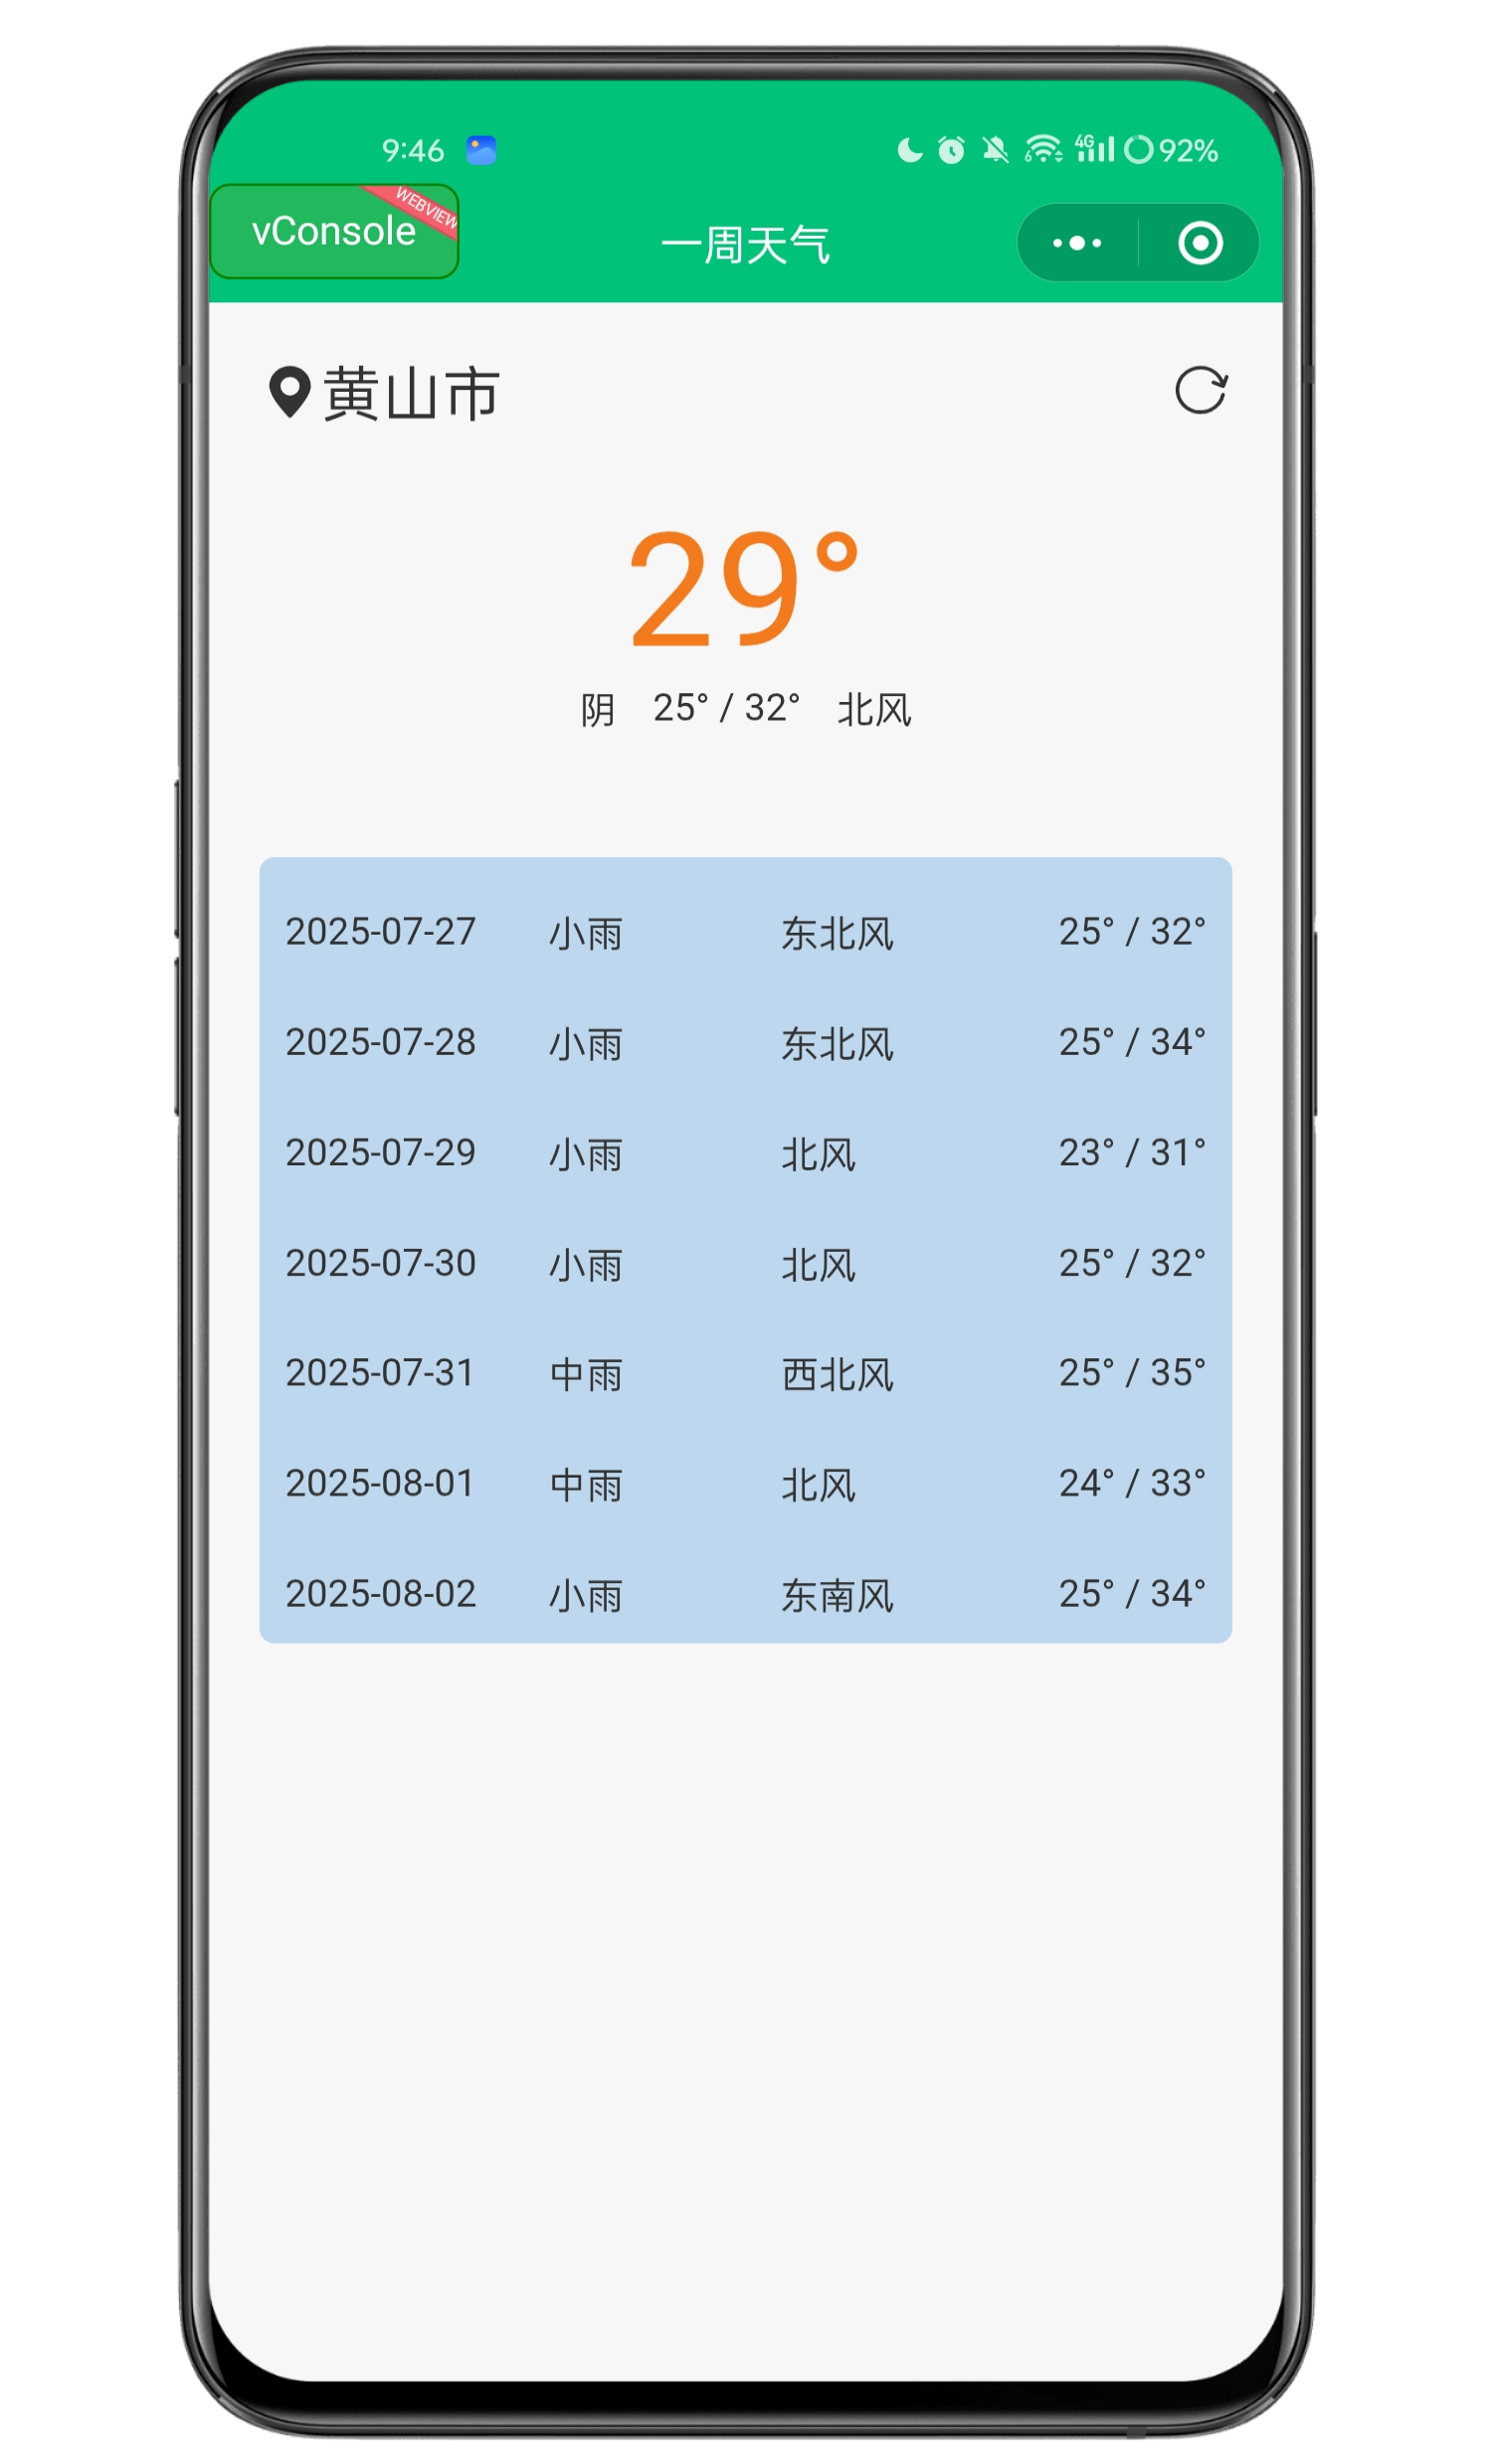 9:46 6 4G 92%
vConsole WEBVIEW 一周天气
黄山市
29°
阴 25° / 32° 北风
2025-07-27 小雨 东北风 25° / 32°
2025-07-28 小雨 东北风 25° / 34°
2025-07-29 小雨 北风 23° / 31°
2025-07-30 小雨 北风 25° / 32°
2025-07-31 中雨 西北风 25° / 35°
2025-08-01 中雨 北风 24° / 33°
2025-08-02 小雨 东南风 25° / 34°